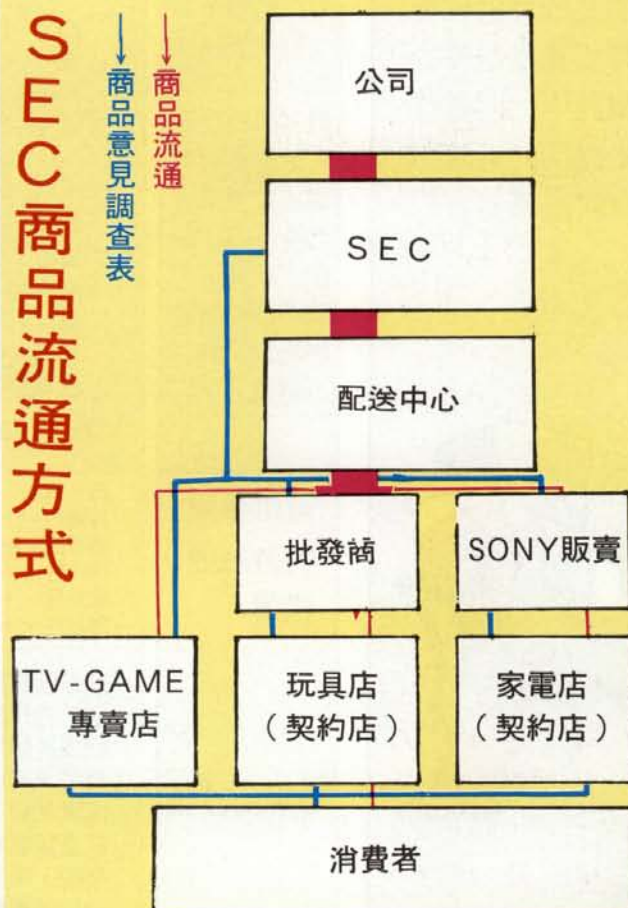 SEC商品流通方式
商品意見調查表
商品流通
公司
SEC
配送中心
批發商
SONY販賣
TV-GAME
專賣店
玩具店
（契約店）
家電店
（契約店）
消費者